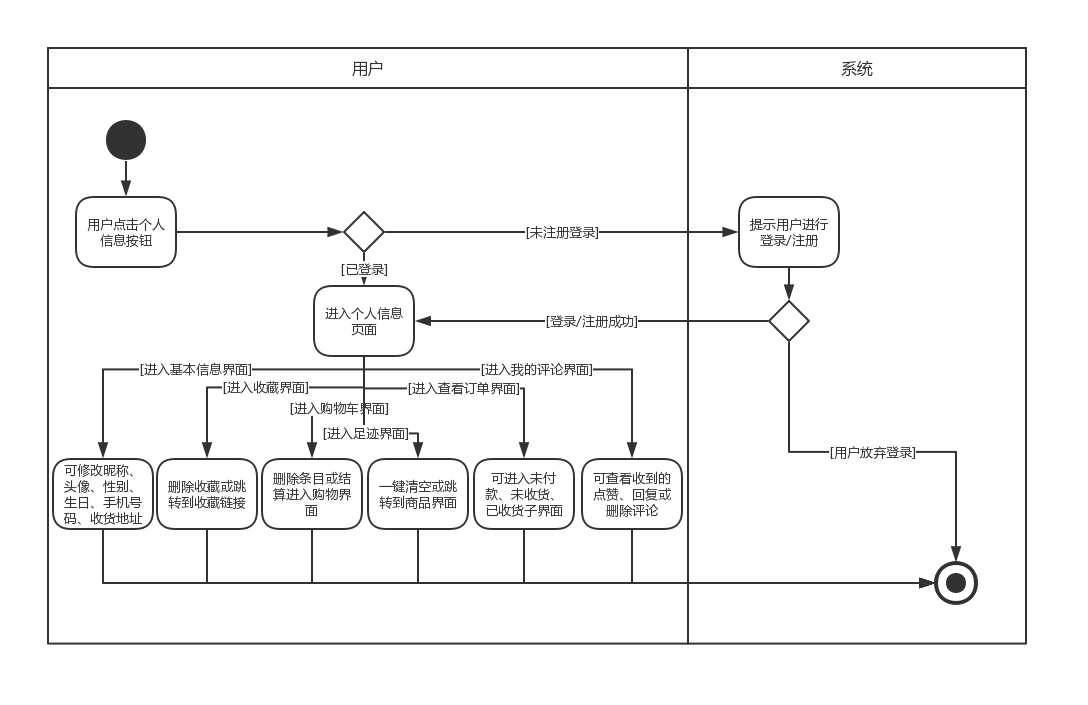 用户
系统
用户点击个人
信息按钮
[未注册登录]
提示用户进行
登录/注册
[已登录]
进入个人信息
页面
[登录/注册成功]
[进入基本信息界面]
[进入我的评论界面]
[进入收藏界面]
[进入查看订单界面]
[进入购物车界面]
[进入足迹界面]
[用户放弃登录]
可修改昵称、
头像、性别、
生日、手机号
码、收货地址
删除收藏或跳
转到收藏链接
删除条目或结
算进入购物界
面
一键清空或跳
转到商品界面
可进入未付
款、未收货、
已收货子界面
可查看收到的
点赞、回复或
删除评论